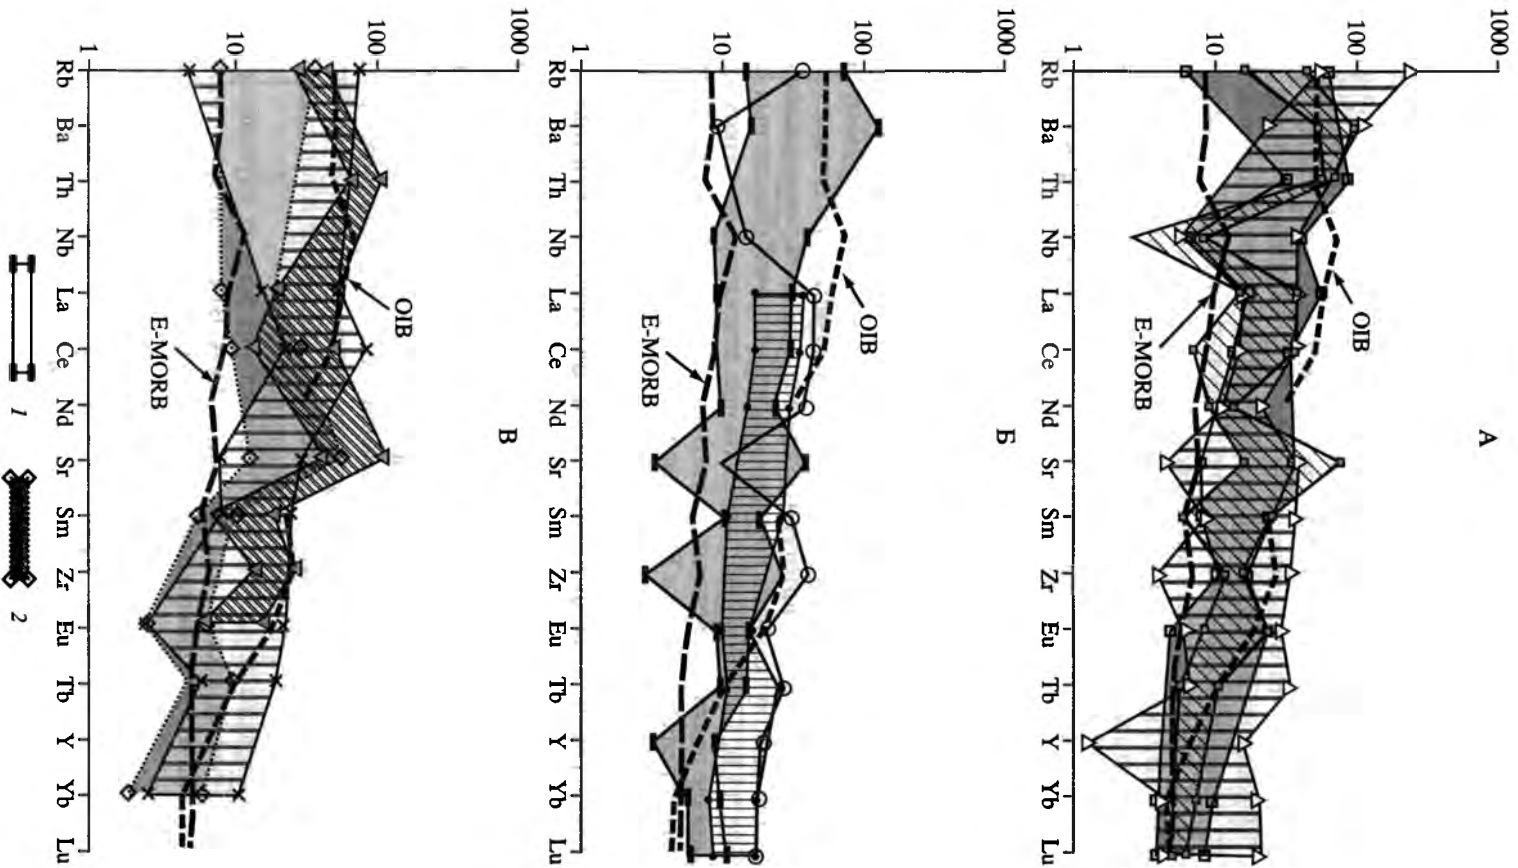 А
1000
100
OIB
10
E-MORB
1
Rb Ba Th Nb La Ce Nd Sr Sm Zr Eu Tb Y Yb Lu
Б
1000
100
OIB
10
E-MORB
1
Rb Ba Th Nb La Ce Nd Sr Sm Zr Eu Tb Y Yb Lu
В
1000
100
OIB
10
E-MORB
1
Rb Ba Th Nb La Ce Nd Sr Sm Zr Eu Tb Y Yb Lu
1 2